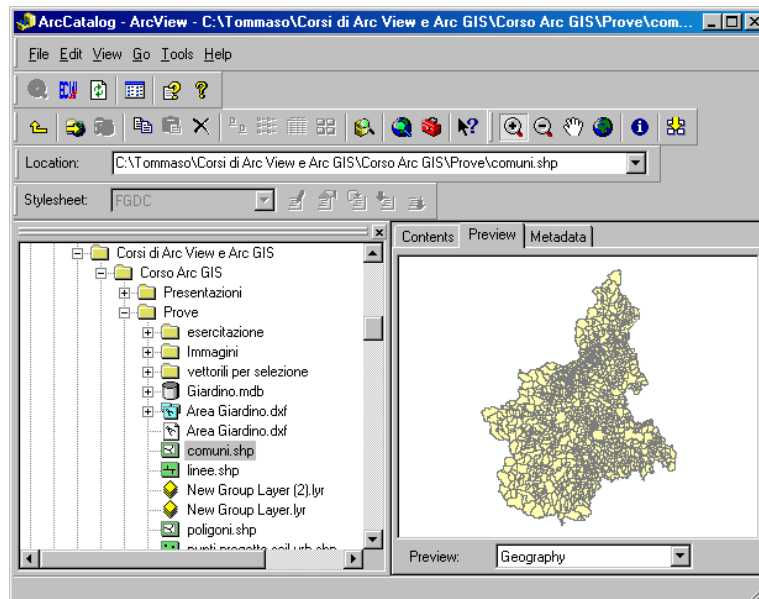 ArcCatalog - ArcView - C:\Tommaso\Corsi di Arc View e Arc GIS\Corso Arc GIS\Prove\com...
File Edit View Go Tools Help
Location: C:\Tommaso\Corsi di Arc View e Arc GIS\Corso Arc GIS\Prove\comuni.shp
Stylesheet: FGDC
Corsi di Arc View e Arc GIS
Corso Arc GIS
Presentazioni
Prove
esercitazione
Immagini
vettorili per selezione
Giardino.mdb
Area Giardino.dxf
Area Giardino.dxf
comuni.shp
linee.shp
New Group Layer (2).lyr
New Group Layer.lyr
poligoni.shp
Contents Preview Metadata
Preview: Geography